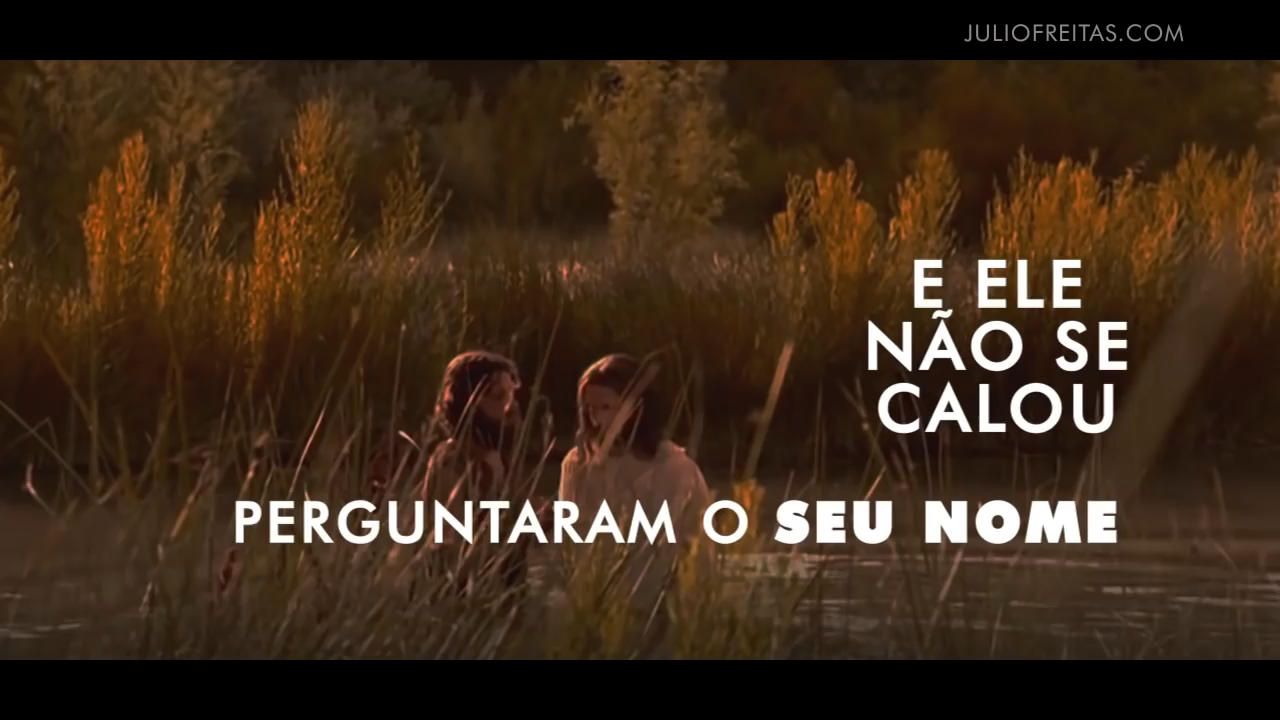 JULIOFREITAS.COM
E ELE
NÃO SE
CALOU
PERGUNTARAM O SEU NOME